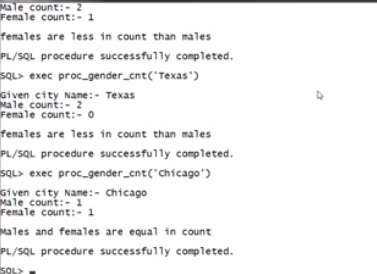 Male count:- 2
Female count:- 1
females are less in count than males
PL/SQL procedure successfully completed.
SQL> exec proc_gender_cnt('Texas')
Given city Name:- Texas
Male count:- 2
Female count:- 0
females are less in count than males
PL/SQL procedure successfully completed.
SQL> exec proc_gender_cnt('Chicago')
Given city Name:- Chicago
Male count:- 1
Female count:- 1
Males and females are equal in count
PL/SQL procedure successfully completed.
SQL>